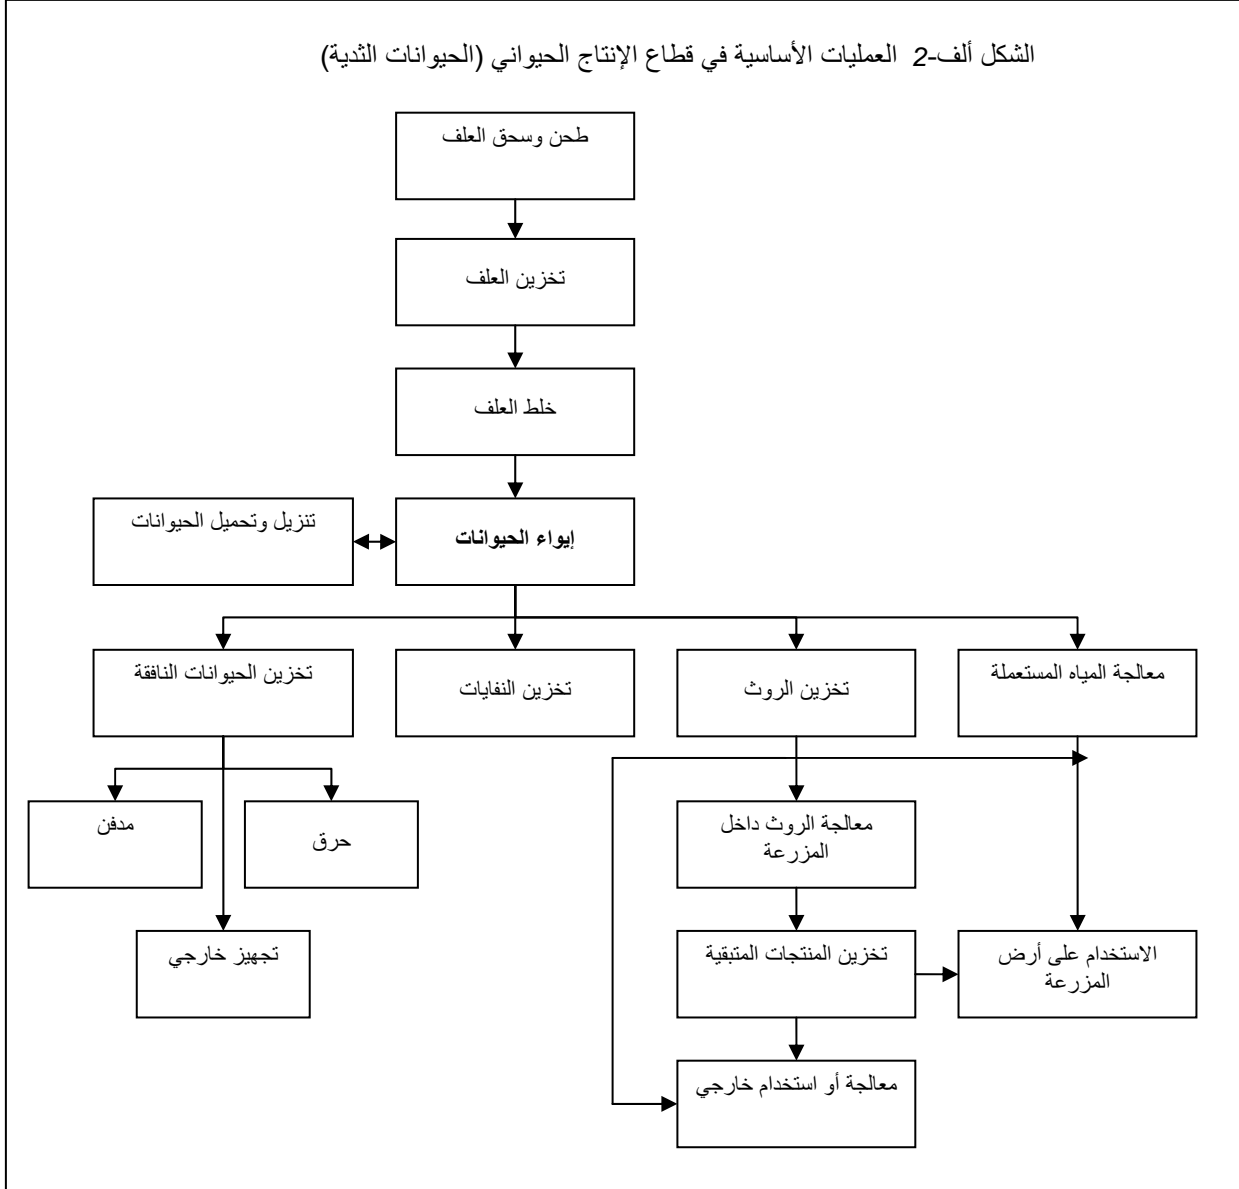 الشكل ألف-2 العمليات الأساسية في قطاع الإنتاج الحيواني (الحيوانات الثدية)
طحن وسحق العلف
تخزين العلف
خلط العلف
إيواء الحيوانات
تنزيل وتحميل الحيوانات
معالجة المياه المستعملة
تخزين الروث
تخزين النفايات
تخزين الحيوانات النافقة
معالجة الروث داخل
المزرعة
حرق
مدفن
الاستخدام على أرض
المزرعة
تخزين المنتجات المتبقية
تجهيز خارجي
معالجة أو استخدام خارجي